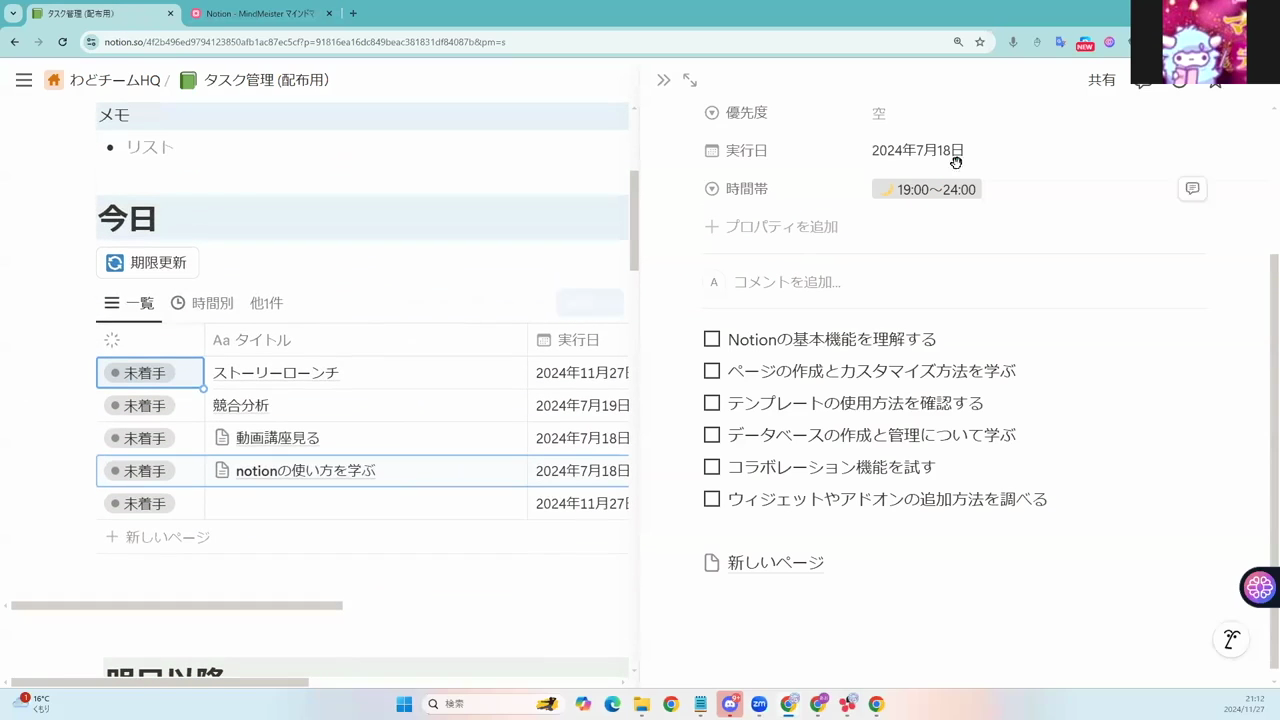 タスク管理 (配布用)
Notion - MindMeister マインドマ
notion.so/4f2b496ed9794123850afb1ac87ec5cf?p=91816ea16dc849beac381831df84087b&pm=s
NEW
わどチームHQ / タスク管理 (配布用)
共有
メモ
リスト
今日
期限更新
一覧 時間別 他1件
Aa タイトル 実行日
未着手 ストーリーローンチ 2024年11月27日
未着手 競合分析 2024年7月19日
未着手 動画講座見る 2024年7月18日
未着手 notionの使い方を学ぶ 2024年7月18日
未着手 2024年11月27日
+ 新しいページ
明日以降
優先度 空
実行日 2024年7月18日
時間帯 19:00〜24:00
+ プロパティを追加
A コメントを追加...
Notionの基本機能を理解する
ページの作成とカスタマイズ方法を学ぶ
テンプレートの使用方法を確認する
データベースの作成と管理について学ぶ
コラボレーション機能を試す
ウィジェットやアドオンの追加方法を調べる
新しいページ
1 16°C
くもり
検索
9+
zm
21:12
2024/11/27